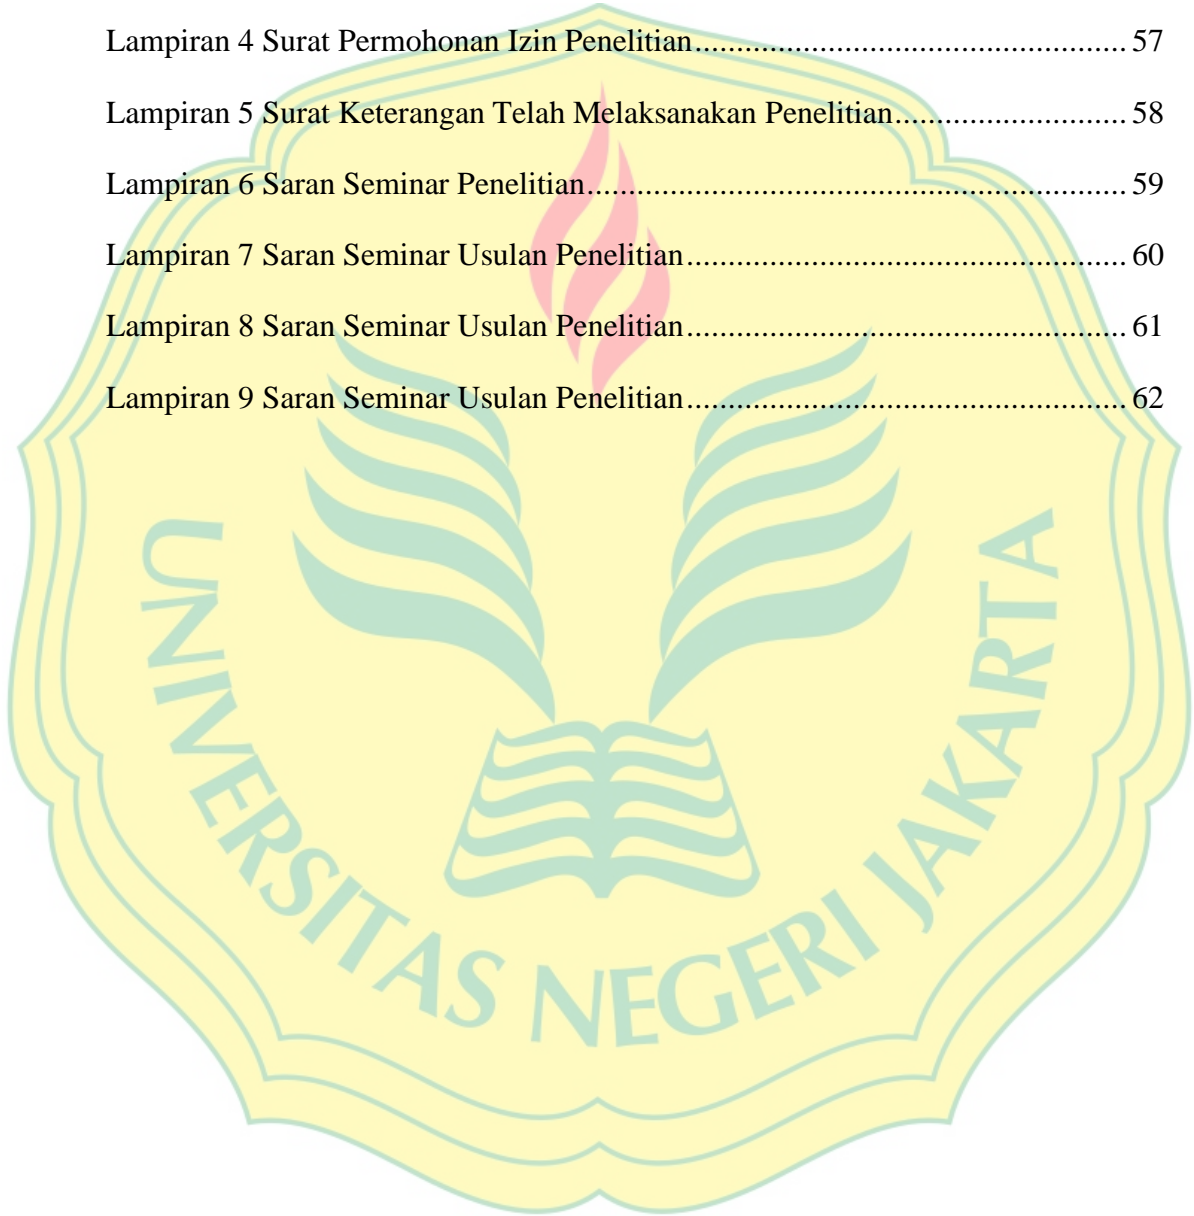 Lampiran 4 Surat Permohonan Izin Penelitian.................................................... 57
Lampiran 5 Surat Keterangan Telah Melaksanakan Penelitian............................ 58
Lampiran 6 Saran Seminar Penelitian................................................................. 59
Lampiran 7 Saran Seminar Usulan Penelitian..................................................... 60
Lampiran 8 Saran Seminar Usulan Penelitian..................................................... 61
Lampiran 9 Saran Seminar Usulan Penelitian..................................................... 62
UNIVERSITAS NEGERI JAKARTA